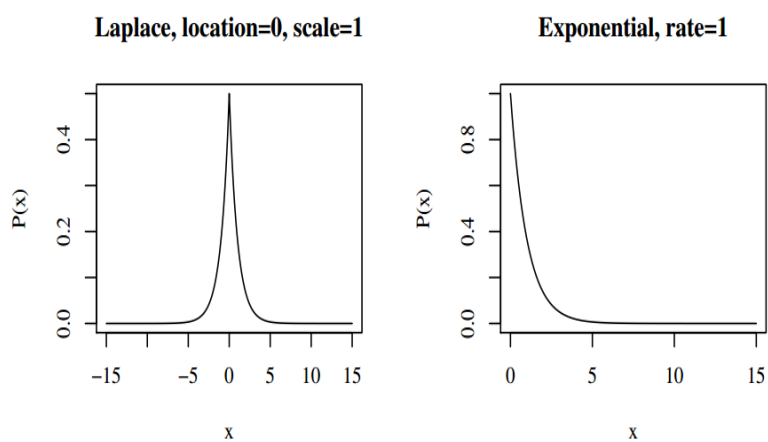 Laplace, location=0, scale=1
P(x)
0.4
0.2
0.0
−15 −5 0 5 10 15
x
Exponential, rate=1
P(x)
0.8
0.4
0.0
0 5 10 15
x